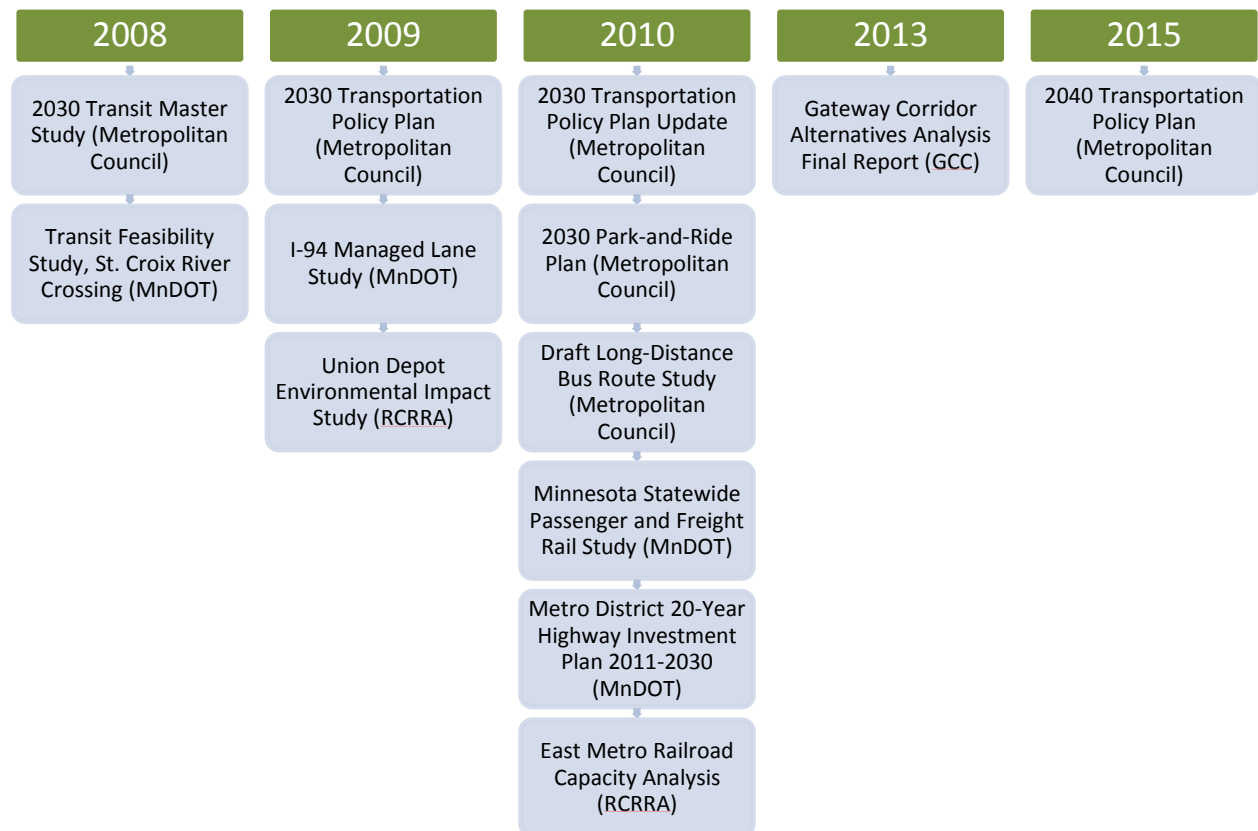 2008
2030 Transit Master
Study (Metropolitan
Council)
Transit Feasibility
Study, St. Croix River
Crossing (MnDOT)
2009
2030 Transportation
Policy Plan
(Metropolitan
Council)
I-94 Managed Lane
Study (MnDOT)
Union Depot
Environmental Impact
Study (RCRRA)
2010
2030 Transportation
Policy Plan Update
(Metropolitan
Council)
2030 Park-and-Ride
Plan (Metropolitan
Council)
Draft Long-Distance
Bus Route Study
(Metropolitan
Council)
Minnesota Statewide
Passenger and Freight
Rail Study (MnDOT)
Metro District 20-Year
Highway Investment
Plan 2011-2030
(MnDOT)
East Metro Railroad
Capacity Analysis
(RCRRA)
2013
Gateway Corridor
Alternatives Analysis
Final Report (GCC)
2015
2040 Transportation
Policy Plan
(Metropolitan
Council)